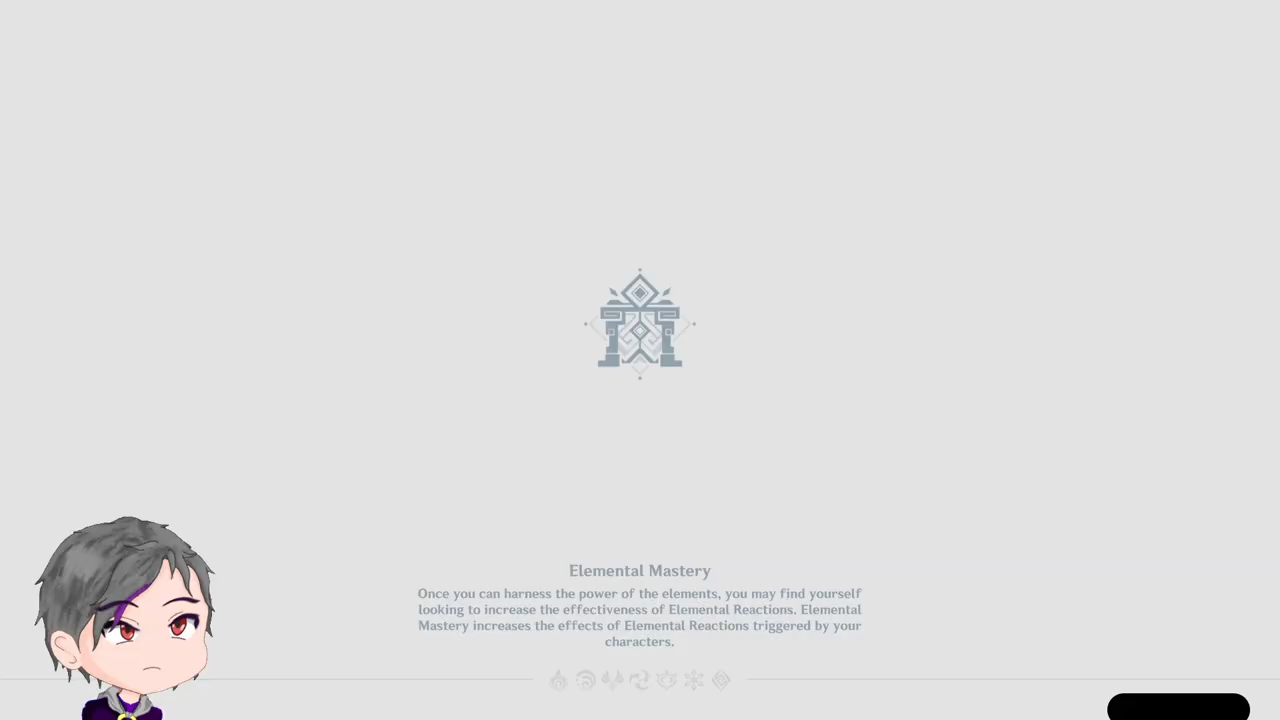 Elemental Mastery
Once you can harness the power of the elements, you may find yourself
looking to increase the effectiveness of Elemental Reactions. Elemental
Mastery increases the effects of Elemental Reactions triggered by your
characters.